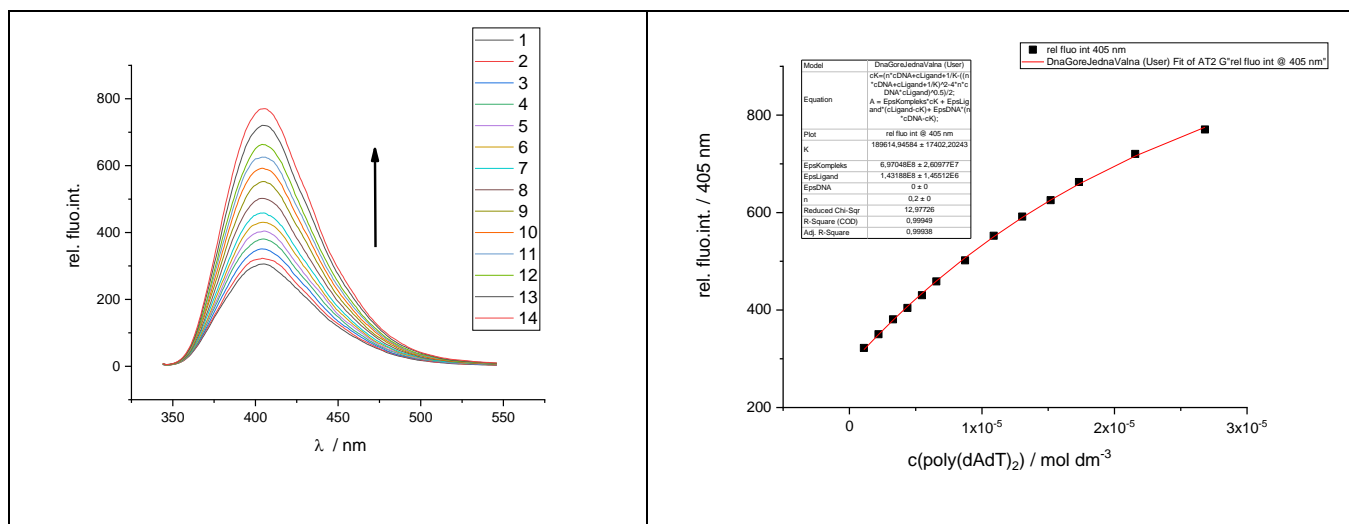 rel. fluo.int.
800
600
400
200
0
350
400
450
500
550
λ / nm
1
2
3
4
5
6
7
8
9
10
11
12
13
14
rel fluo int 405 nm
DnaGoreJednaValna (User) Fit of AT2 G"rel fluo int @ 405 nm"
Model DnaGoreJednaValna (User)
Equation
cK=(n*cDNA+cLigand+1/K-((n
*cDNA+cLigand+1/K)^2-4*n*c
DNA*cLigand)^0.5)/2;
A = EpsKompleks*cK + EpsLig
and*(cLigand-cK)+ EpsDNA*(n
*cDNA-cK);
Plot rel fluo int @ 405 nm
K 189614,94584 ± 17402,20243
EpsKompleks 6,97048E8 ± 2,60977E7
EpsLigand 1,43188E8 ± 1,45512E6
EpsDNA 0 ± 0
n 0,2 ± 0
Reduced Chi-Sqr 12,97726
R-Square (COD) 0,99949
Adj. R-Square 0,99938
rel. fluo.int. / 405 nm
800
600
400
200
0
1x10⁻⁵
2x10⁻⁵
3x10⁻⁵
c(poly(dAdT)₂) / mol dm⁻³